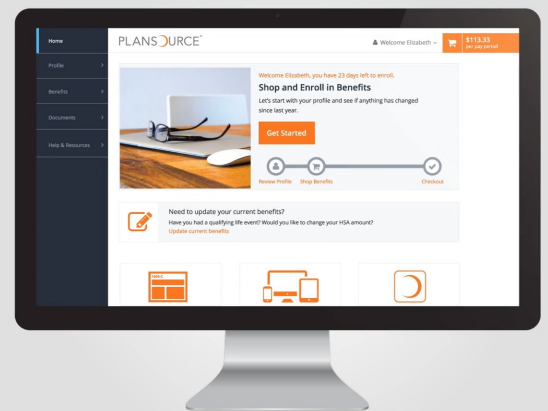 Home
Profile
Benefits
Documents
Help & Resources
PLANSOURCE
Welcome Elizabeth
$113.33
per pay period
Welcome Elizabeth, you have 23 days left to enroll.
Shop and Enroll in Benefits
Let's start with your profile and see if anything has changed
since last year.
Get Started
Review Profile
Shop Benefits
Checkout
Need to update your current benefits?
Have you had a qualifying life event? Would you like to change your HSA amount?
Update current benefits